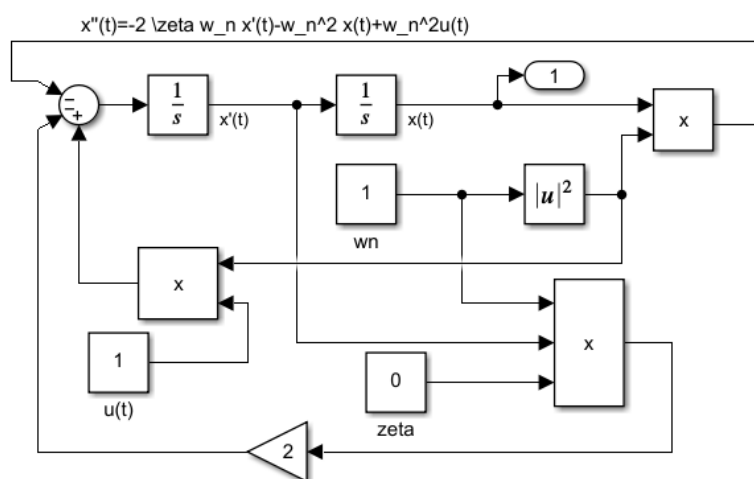 x"(t)=-2 \zeta w_n x'(t)-w_n^2 x(t)+w_n^2u(t)
1
x
1
s
x'(t)
1
s
x(t)
1
wn
|u|^2
x
1
u(t)
0
zeta
x
2